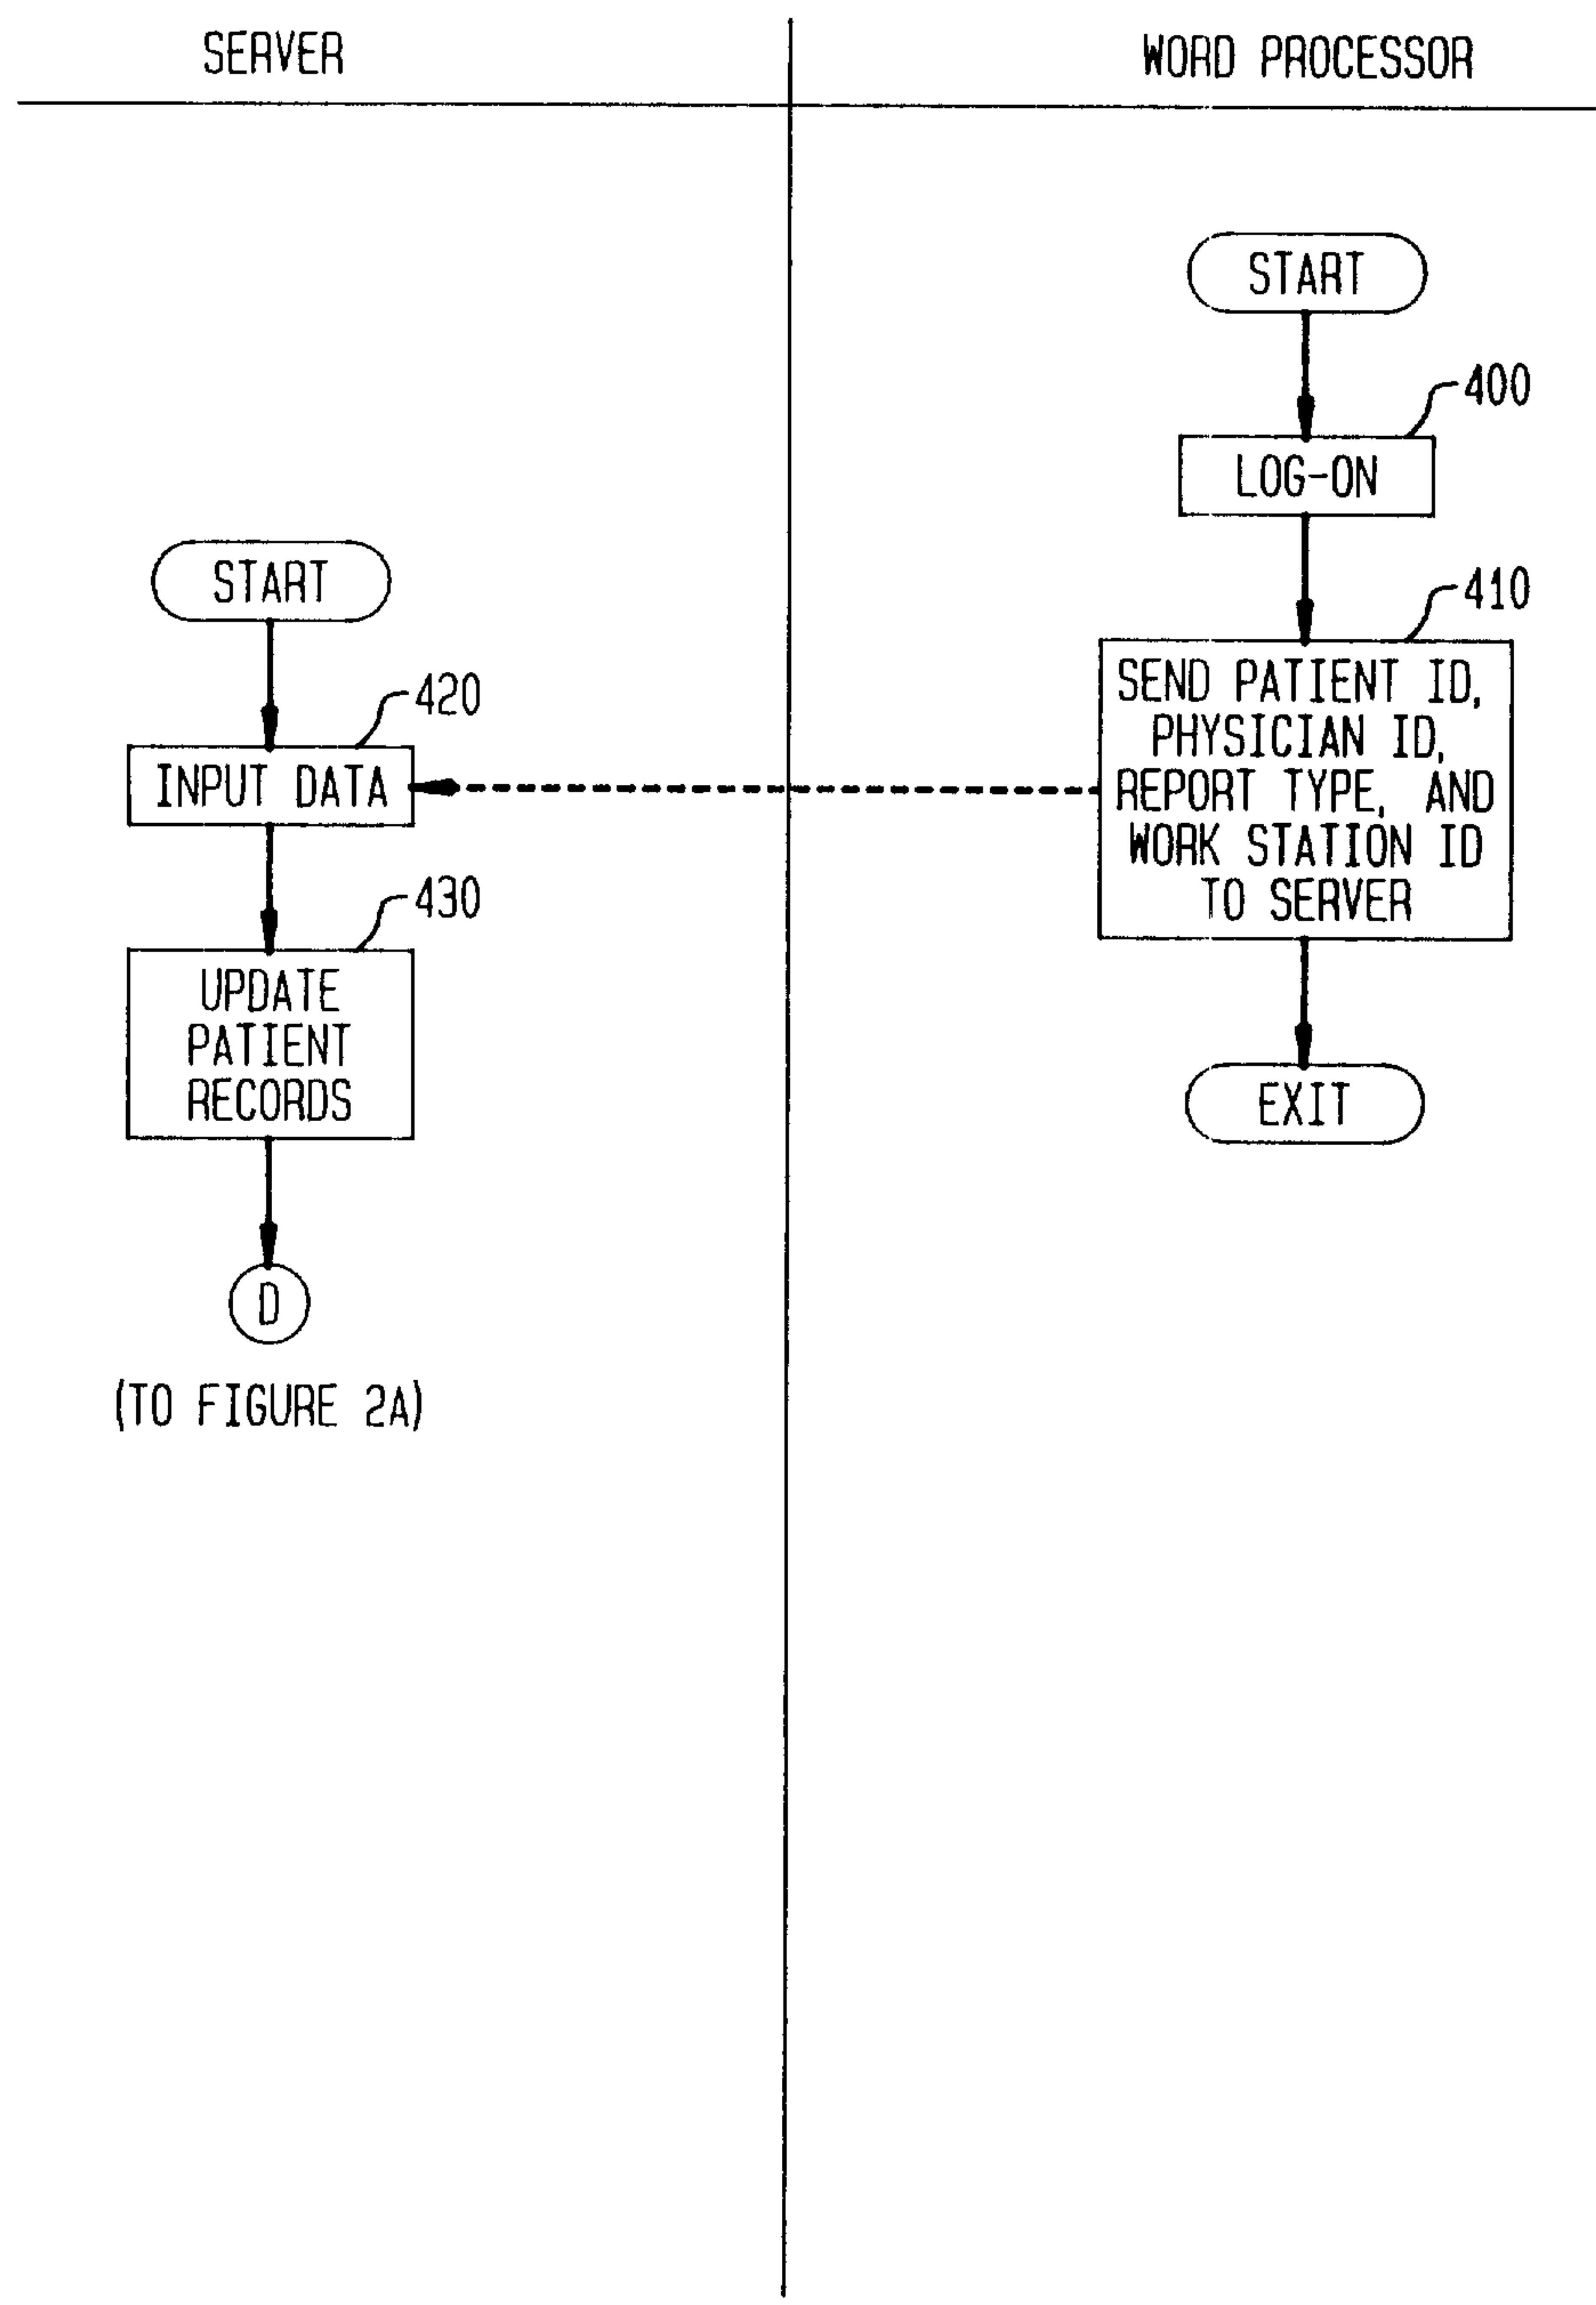 SERVER
WORD PROCESSOR
START
400
LOG-ON
410
SEND PATIENT ID,
PHYSICIAN ID,
REPORT TYPE, AND
WORK STATION ID
TO SERVER
EXIT
START
420
INPUT DATA
430
UPDATE
PATIENT
RECORDS
D
(TO FIGURE 2A)